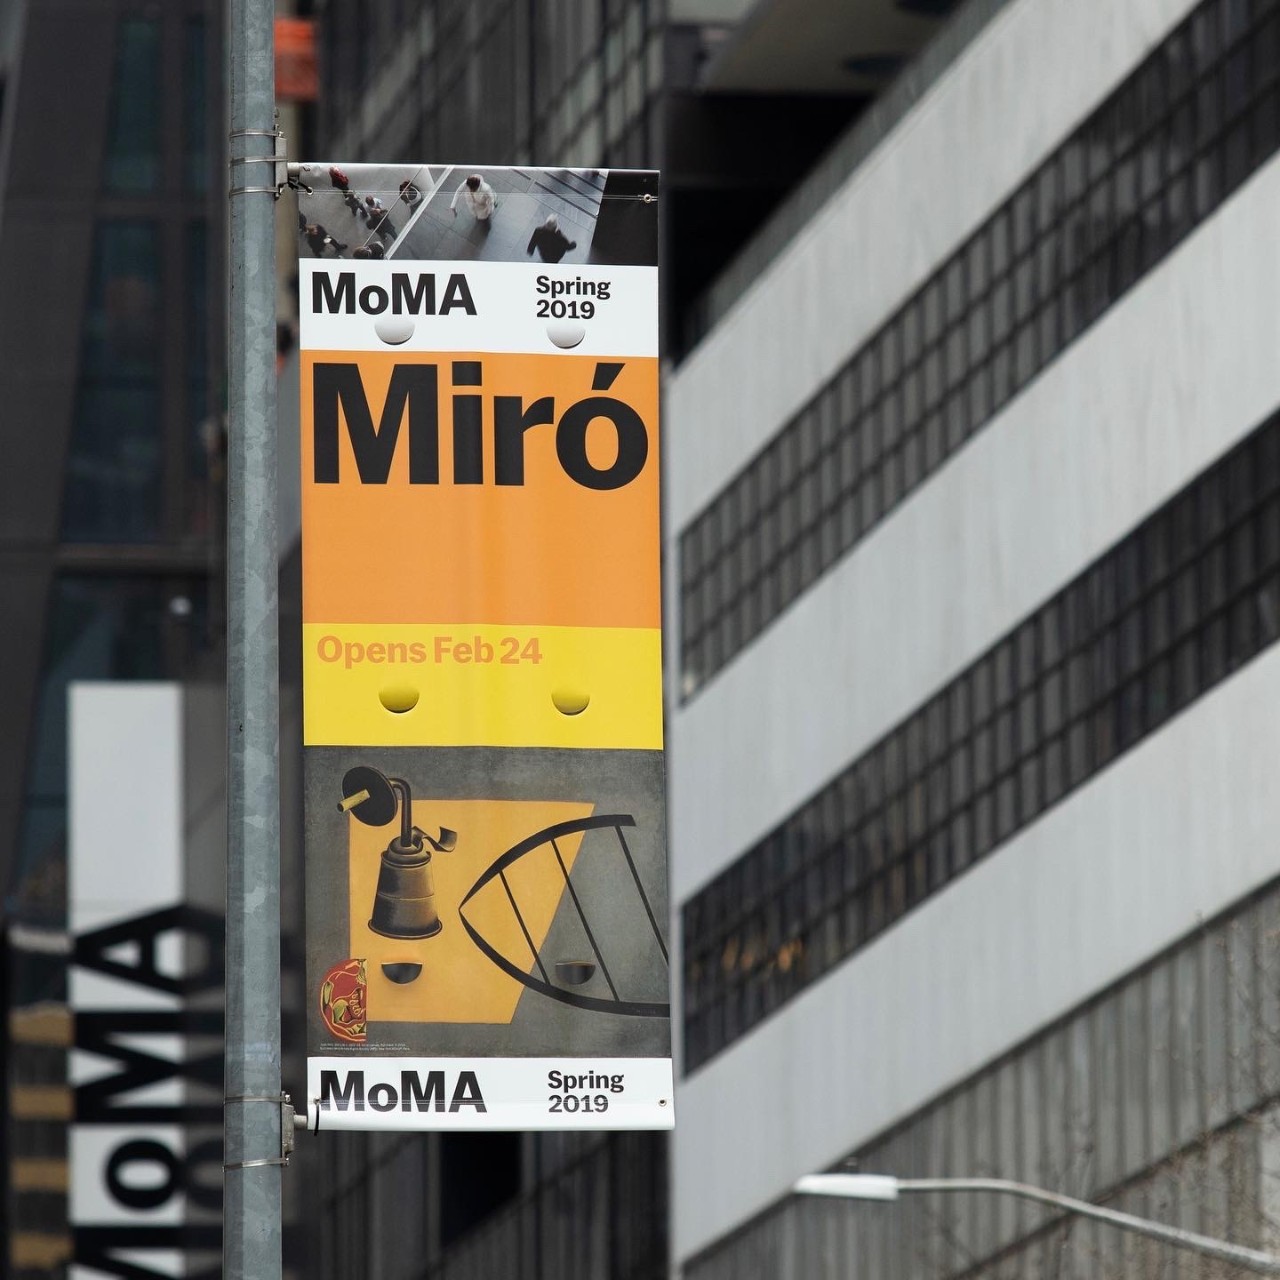 MoMA
Spring
2019
Miró
Opens Feb 24
MoMA
Spring
2019
MoMA